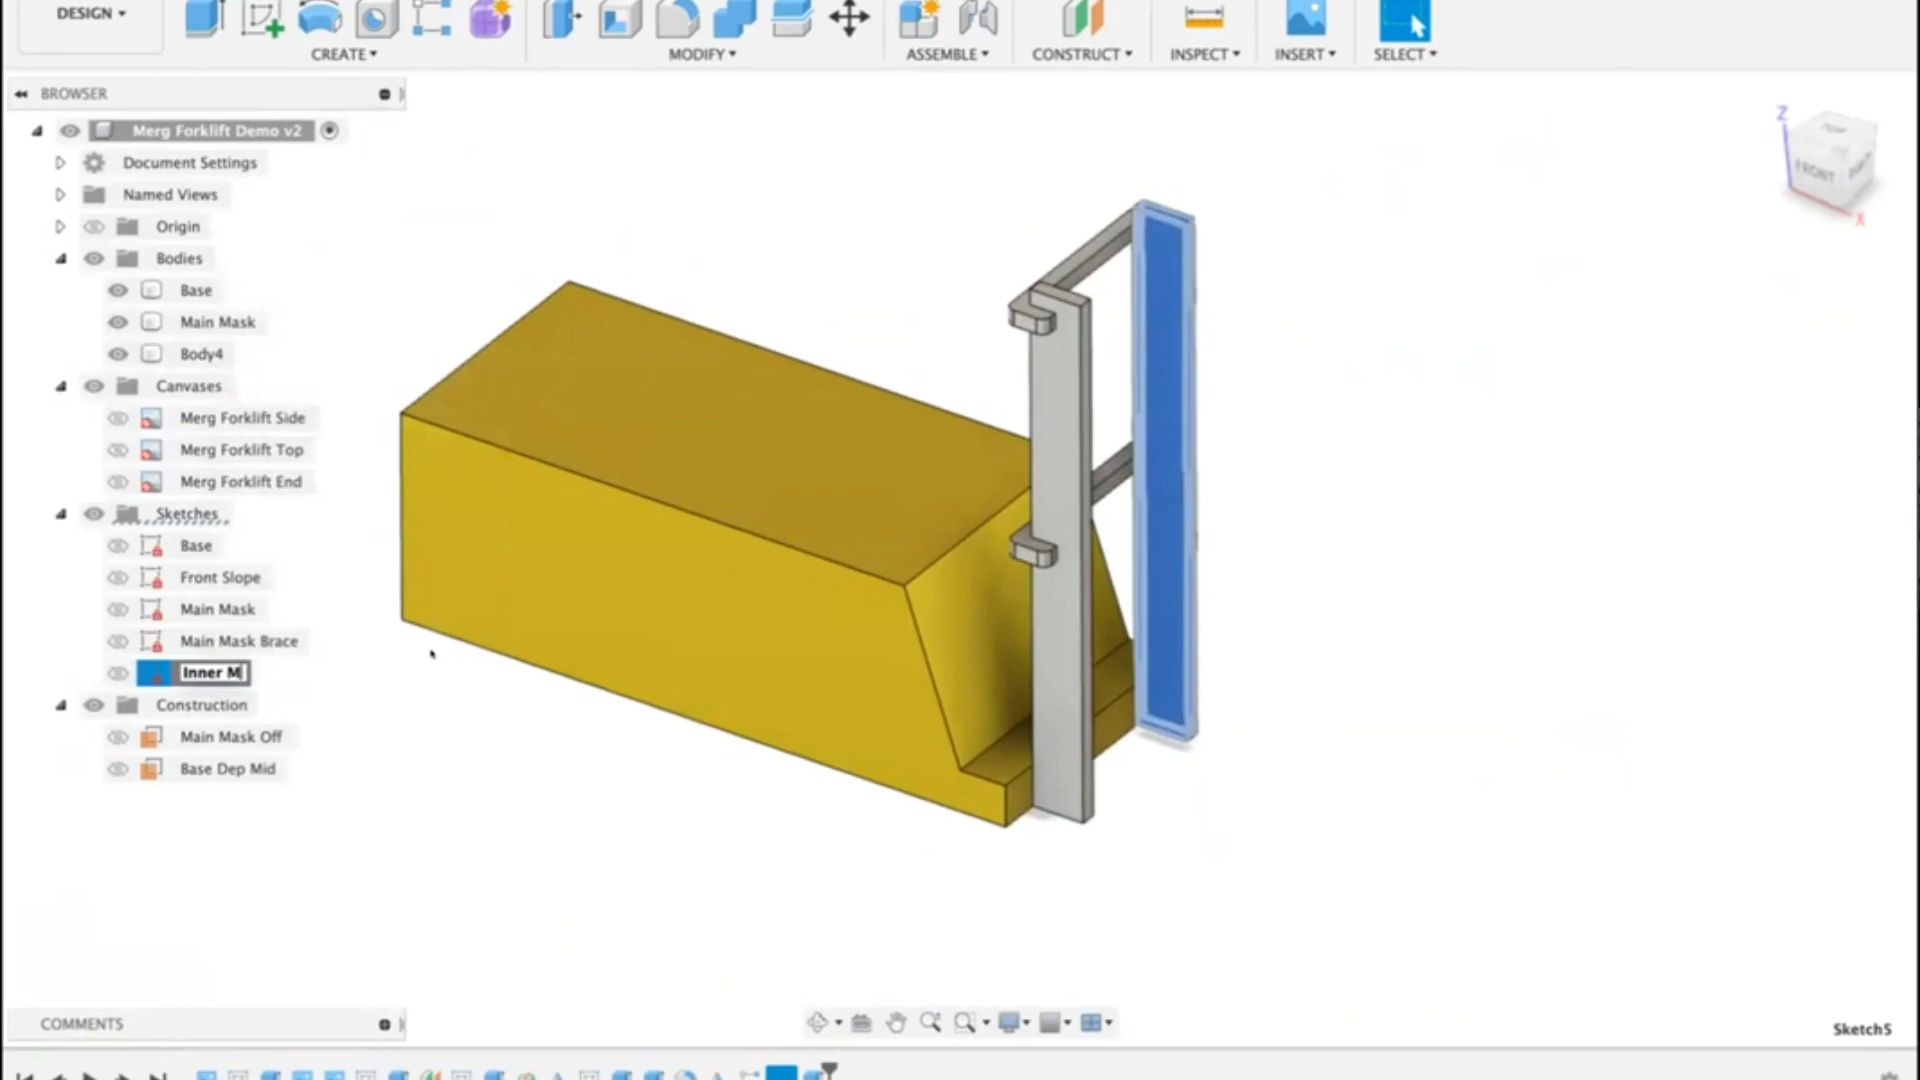 DESIGN
CREATE
MODIFY
ASSEMBLE
CONSTRUCT
INSPECT
INSERT
SELECT
BROWSER
Merg Forklift Demo v2
Document Settings
Named Views
Origin
Bodies
Base
Main Mask
Body4
Canvases
Merg Forklift Side
Merg Forklift Top
Merg Forklift End
Sketches
Base
Front Slope
Main Mask
Main Mask Brace
Inner M
Construction
Main Mask Off
Base Dep Mid
Z
TOP
FRONT
X
COMMENTS
Sketch5